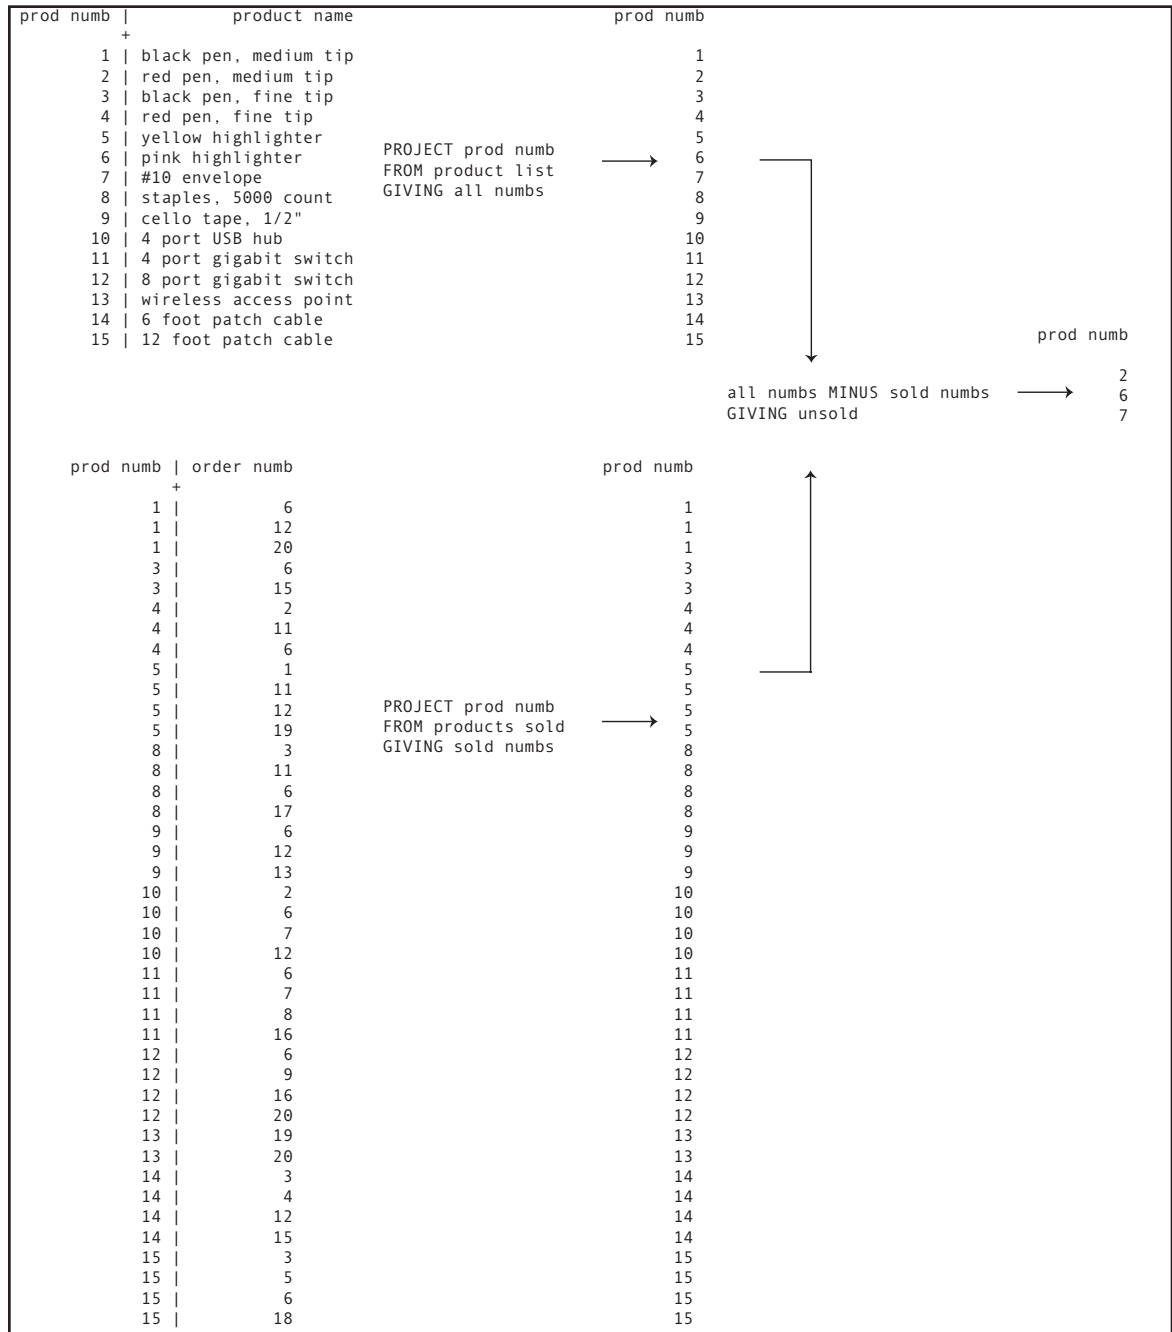 prod numb | product name
+
1 | black pen, medium tip
2 | red pen, medium tip
3 | black pen, fine tip
4 | red pen, fine tip
5 | yellow highlighter
6 | pink highlighter
7 | #10 envelope
8 | staples, 5000 count
9 | cello tape, 1/2"
10 | 4 port USB hub
11 | 4 port gigabit switch
12 | 8 port gigabit switch
13 | wireless access point
14 | 6 foot patch cable
15 | 12 foot patch cable
PROJECT prod numb
FROM product list
GIVING all numbs
prod numb
1
2
3
4
5
6
7
8
9
10
11
12
13
14
15
prod numb | order numb
+
1 | 6
1 | 12
1 | 20
3 | 6
3 | 15
4 | 2
4 | 11
4 | 6
5 | 1
5 | 11
5 | 12
5 | 19
8 | 3
8 | 11
8 | 6
8 | 17
9 | 6
9 | 12
9 | 13
10 | 2
10 | 6
10 | 7
10 | 12
11 | 6
11 | 7
11 | 8
11 | 16
12 | 6
12 | 9
12 | 16
12 | 20
13 | 19
13 | 20
14 | 3
14 | 4
14 | 12
14 | 15
15 | 3
15 | 5
15 | 6
15 | 18
PROJECT prod numb
FROM products sold
GIVING sold numbs
prod numb
1
1
1
3
3
4
4
4
5
5
5
5
8
8
8
8
9
9
9
10
10
10
10
11
11
11
11
12
12
12
12
13
13
14
14
14
14
15
15
15
15
all numbs MINUS sold numbs
GIVING unsold
prod numb
2
6
7